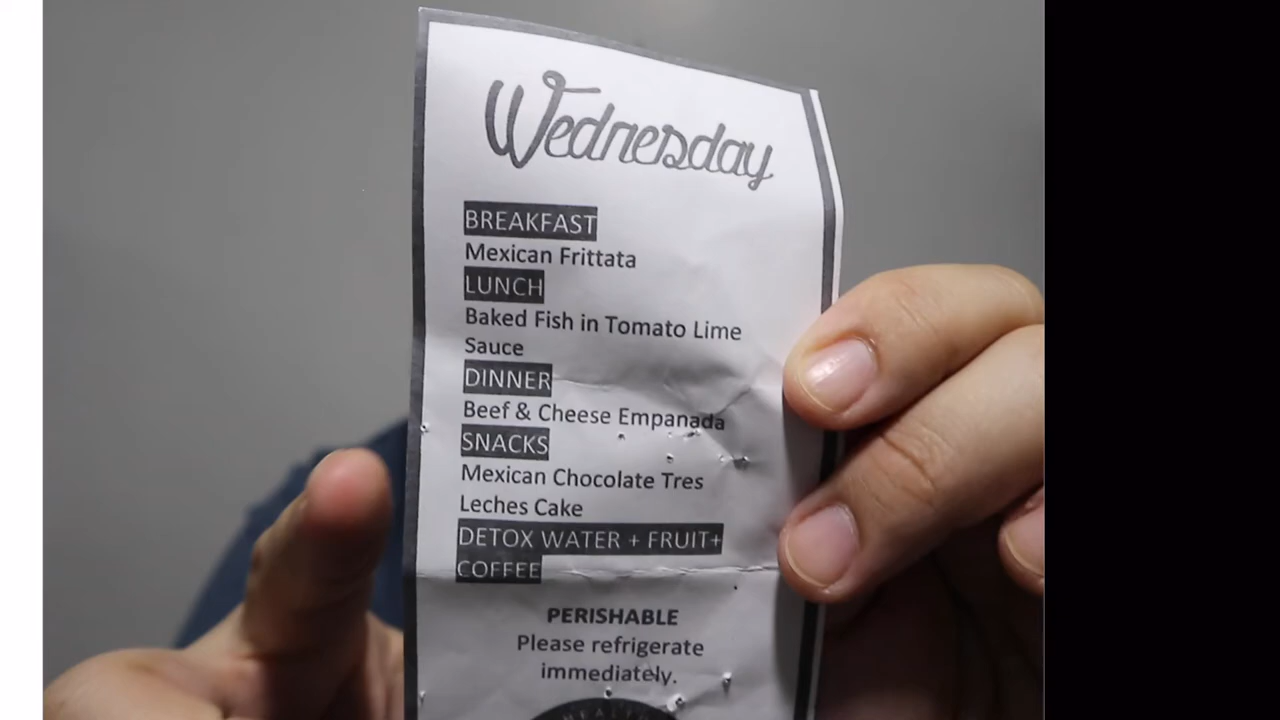 Wednesday
BREAKFAST
Mexican Frittata
LUNCH
Baked Fish in Tomato Lime
Sauce
DINNER
Beef & Cheese Empanada
SNACKS
Mexican Chocolate Tres
Leches Cake
DETOX WATER + FRUIT+
COFFEE
PERISHABLE
Please refrigerate
immediately.